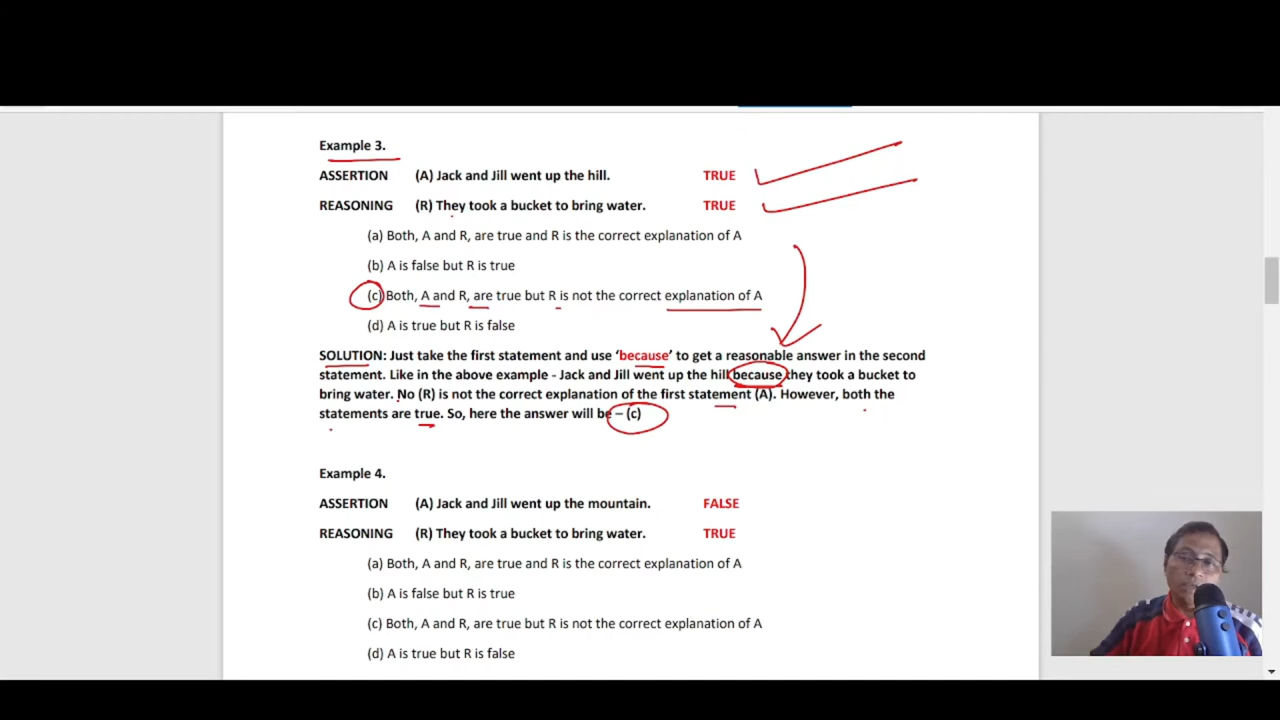 Example 3.
ASSERTION (A) Jack and Jill went up the hill. TRUE
REASONING (R) They took a bucket to bring water. TRUE
(a) Both, A and R, are true and R is the correct explanation of A
(b) A is false but R is true
(c) Both, A and R, are true but R is not the correct explanation of A
(d) A is true but R is false
SOLUTION: Just take the first statement and use ‘because’ to get a reasonable answer in the second
statement. Like in the above example - Jack and Jill went up the hill because they took a bucket to
bring water. No (R) is not the correct explanation of the first statement (A). However, both the
statements are true. So, here the answer will be – (c)
Example 4.
ASSERTION (A) Jack and Jill went up the mountain. FALSE
REASONING (R) They took a bucket to bring water. TRUE
(a) Both, A and R, are true and R is the correct explanation of A
(b) A is false but R is true
(c) Both, A and R, are true but R is not the correct explanation of A
(d) A is true but R is false